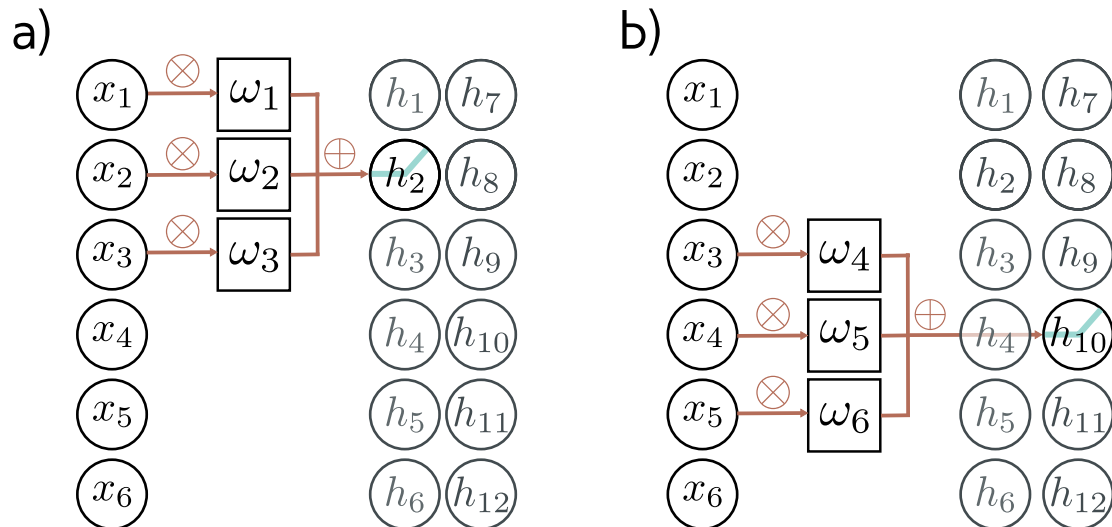 a) b)
x₁ ω₁ h₁ h₇ x₁ h₁ h₇
x₂ ω₂ h₂ h₈ x₂ h₂ h₈
x₃ ω₃ h₃ h₉ x₃ ω₄ h₃ h₉
x₄ h₄ h₁₀ x₄ ω₅ h₄ h₁₀
x₅ h₅ h₁₁ x₅ ω₆ h₅ h₁₁
x₆ h₆ h₁₂ x₆ h₆ h₁₂